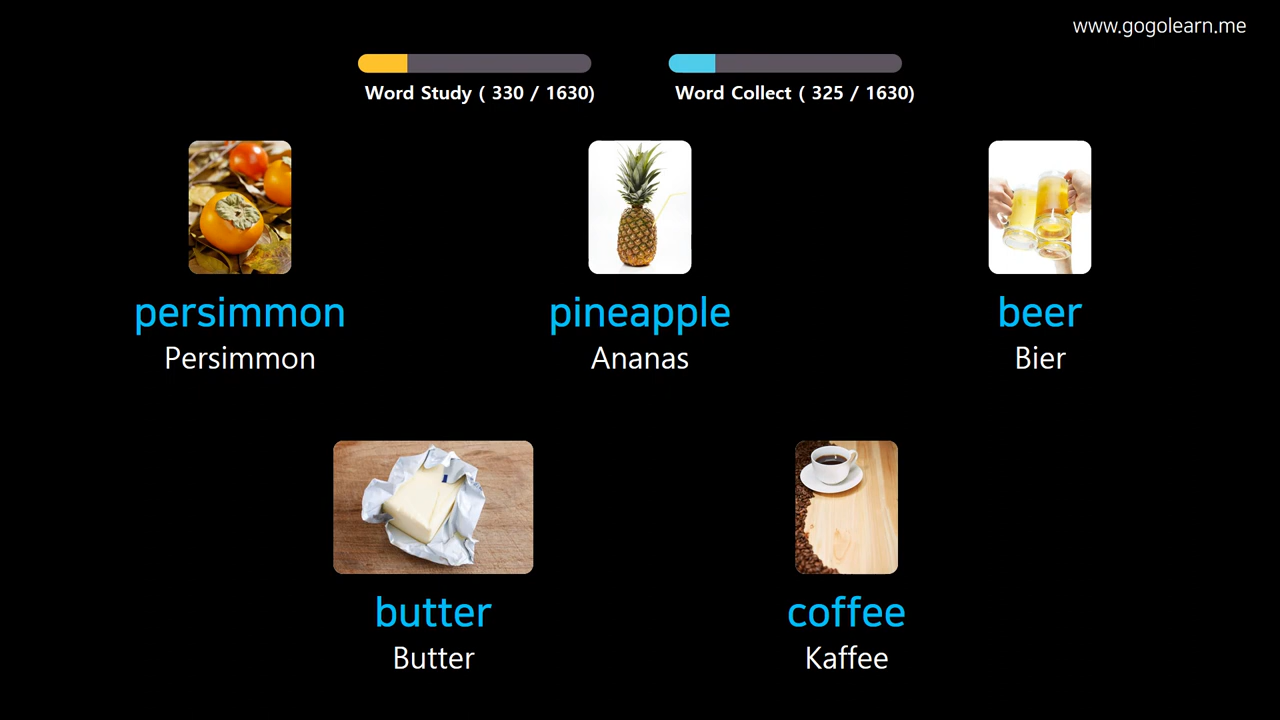 www.gogolearn.me
Word Study ( 330 / 1630)
Word Collect ( 325 / 1630)
persimmon
Persimmon
pineapple
Ananas
beer
Bier
butter
Butter
coffee
Kaffee